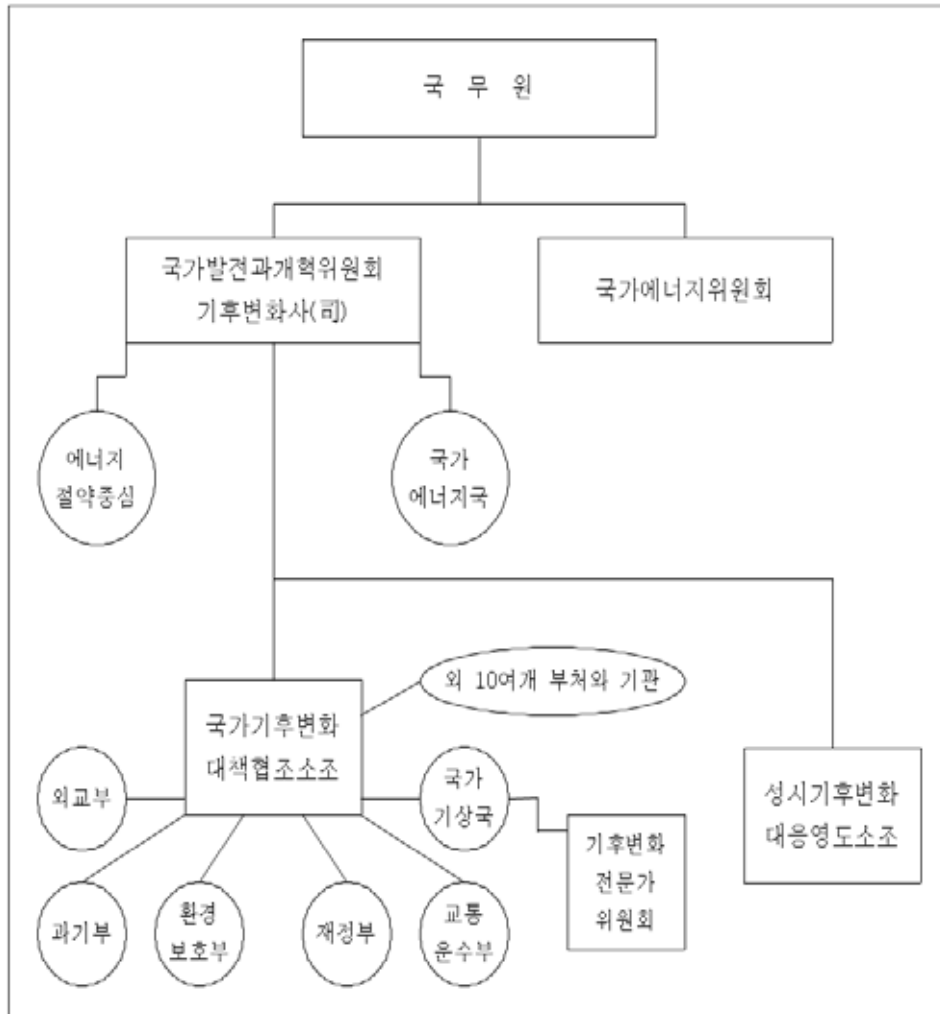 국 무 원
국가발전과개혁위원회
기후변화사(司)
국가에너지위원회
에너지
절약중심
국가
에너지국
외 10여개 부처와 기관
국가기후변화
대책협조소조
외교부
국가
기상국
성시기후변화
대응영도소조
기후변화
전문가
위원회
과기부
환경
보호부
재정부
교통
운수부